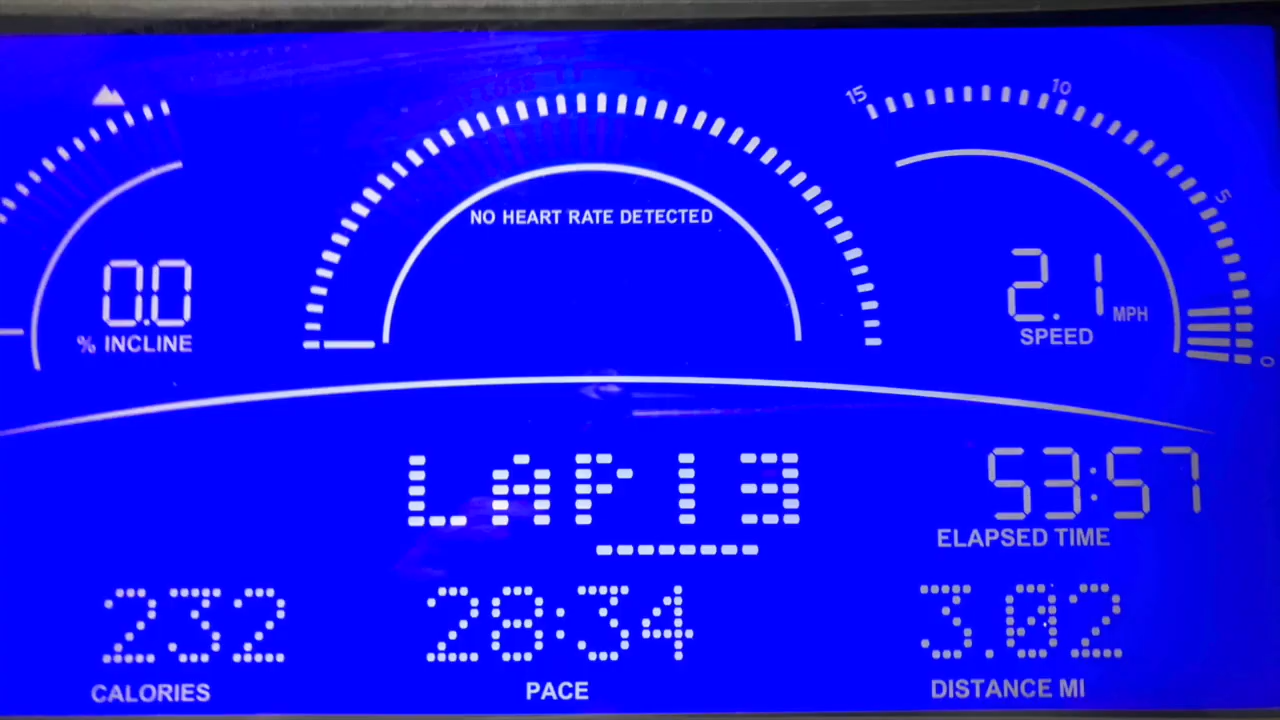 15
10
5
0
NO HEART RATE DETECTED
0.0
% INCLINE
2.1 MPH
SPEED
LAP 13
53:57
ELAPSED TIME
232
CALORIES
28:34
PACE
3.02
DISTANCE MI